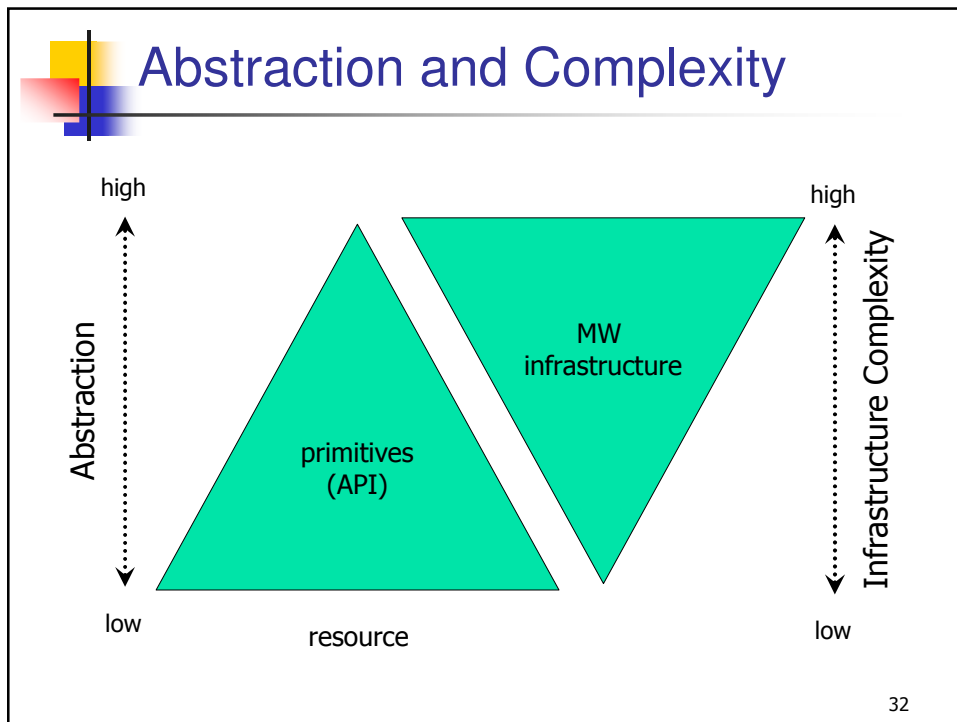 Abstraction and Complexity
high
high
Abstraction
MW
infrastructure
primitives
(API)
Infrastructure Complexity
low
low
resource
32